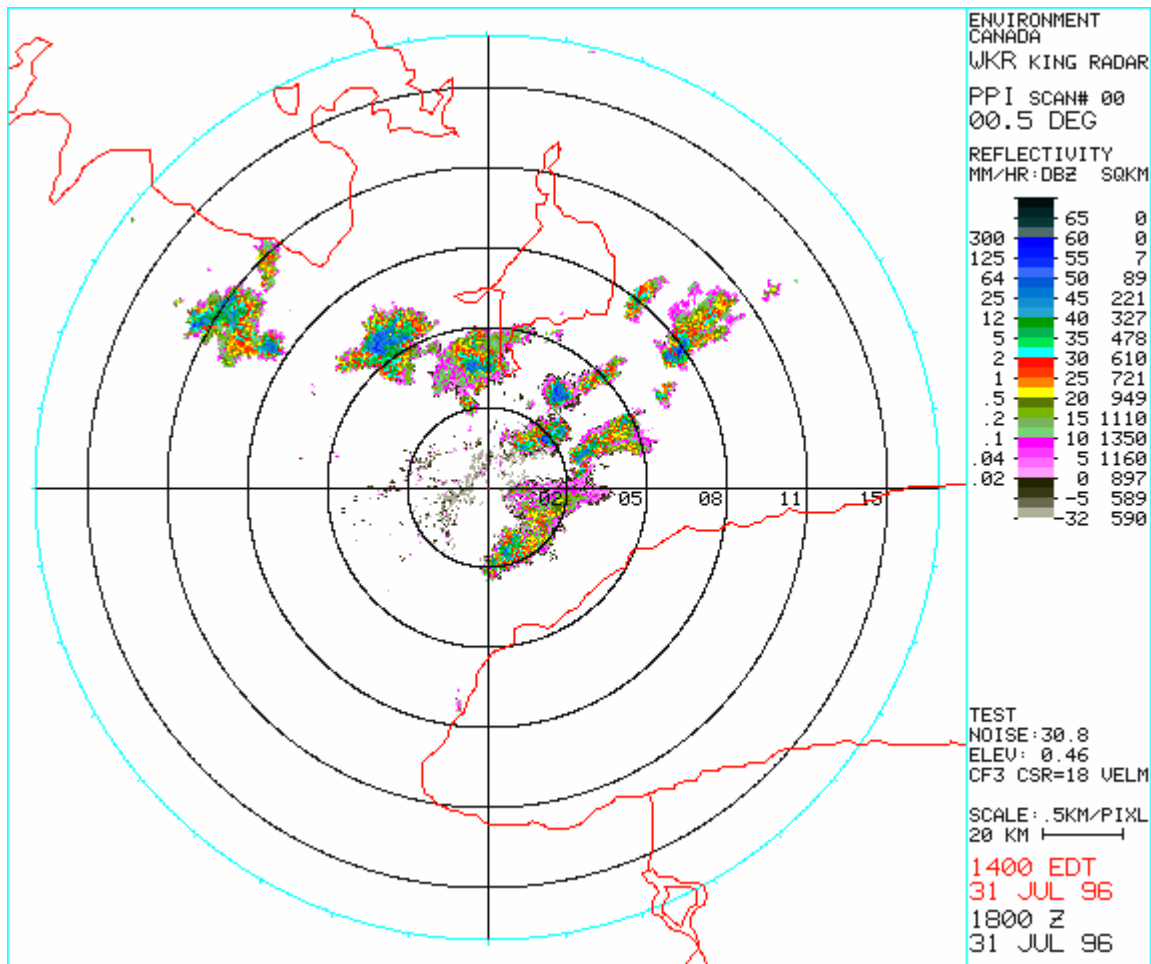 ENVIRONMENT
CANADA
WKR KING RADAR
PPI SCAN# 00
00.5 DEG
REFLECTIVITY
MM/HR:DBZ SQKM
65 0
300 60 0
125 55 7
64 50 89
25 45 221
12 40 327
5 35 478
2 30 610
1 25 721
.5 20 949
.2 15 1110
.1 10 1350
.04 5 1160
.02 0 897
-5 589
-32 590
02 05 08 11 15
TEST
NOISE:30.8
ELEV: 0.46
CF3 CSR=18 VELM
SCALE:.5KM/PIXL
20 KM
1400 EDT
31 JUL 96
1800 Z
31 JUL 96